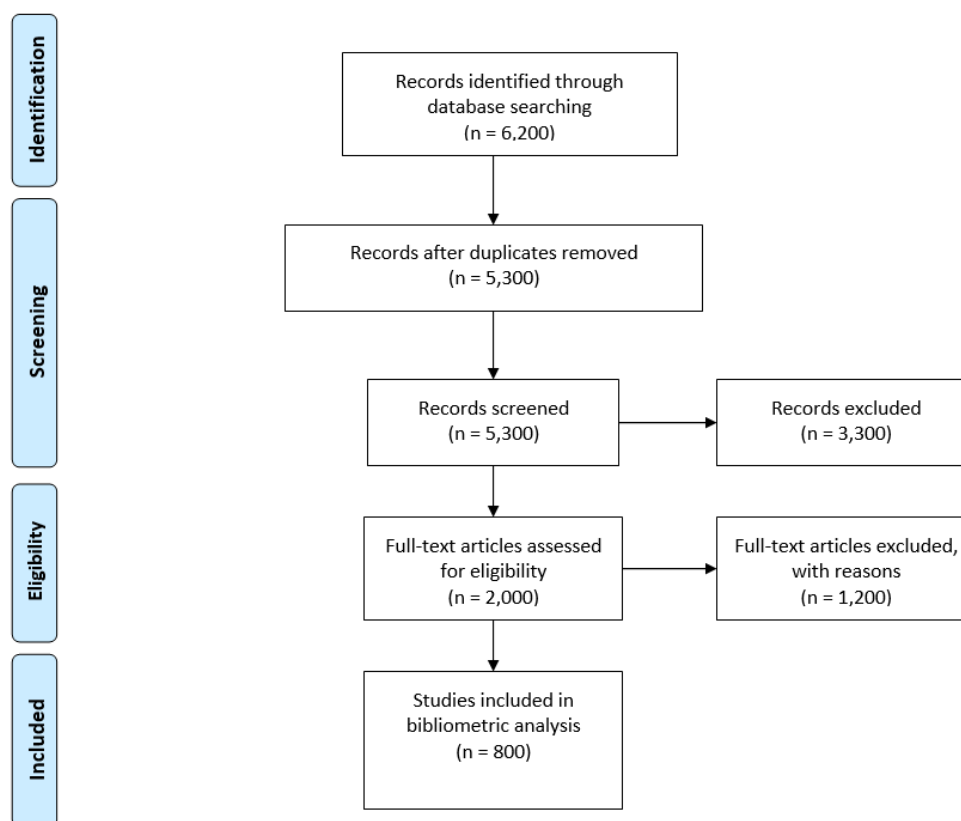 Identification
Records identified through
database searching
(n = 6,200)
Screening
Records after duplicates removed
(n = 5,300)
Records screened
(n = 5,300)
Records excluded
(n = 3,300)
Eligibility
Full-text articles assessed
for eligibility
(n = 2,000)
Full-text articles excluded,
with reasons
(n = 1,200)
Included
Studies included in
bibliometric analysis
(n = 800)